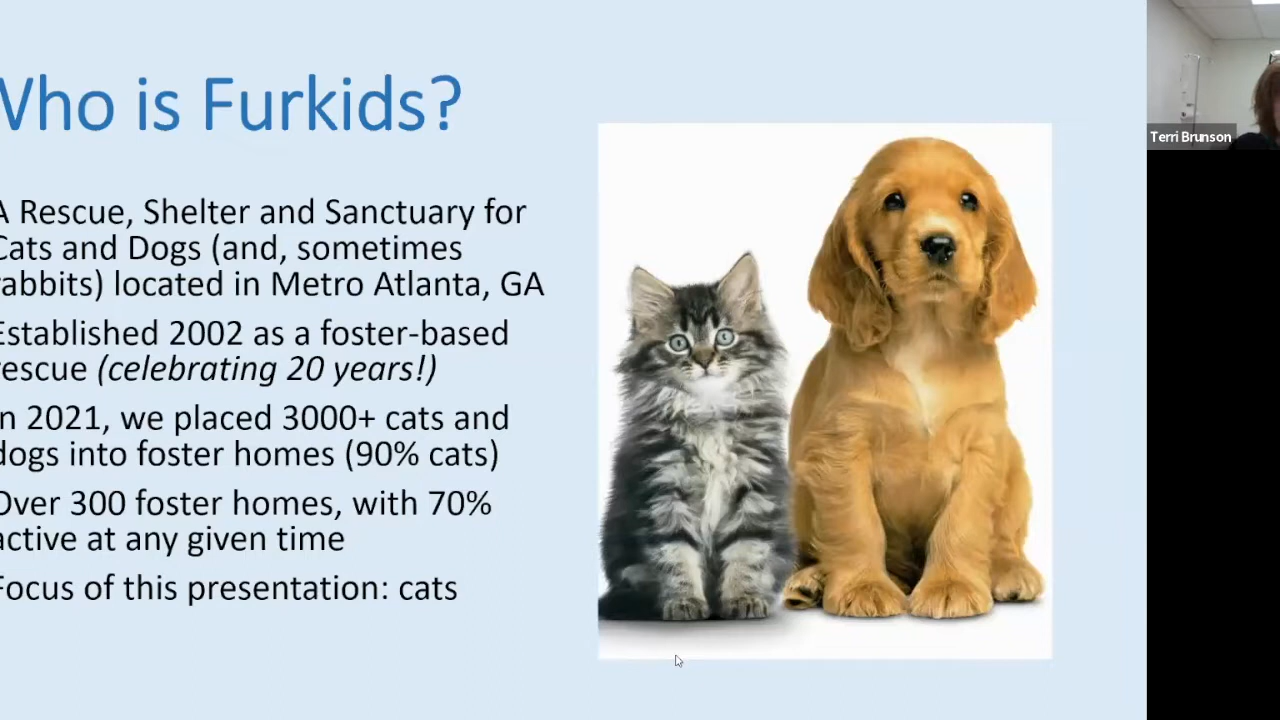 Who is Furkids?
A Rescue, Shelter and Sanctuary for
Cats and Dogs (and, sometimes
rabbits) located in Metro Atlanta, GA
Established 2002 as a foster-based
rescue (celebrating 20 years!)
In 2021, we placed 3000+ cats and
dogs into foster homes (90% cats)
Over 300 foster homes, with 70%
active at any given time
Focus of this presentation: cats
Terri Brunson